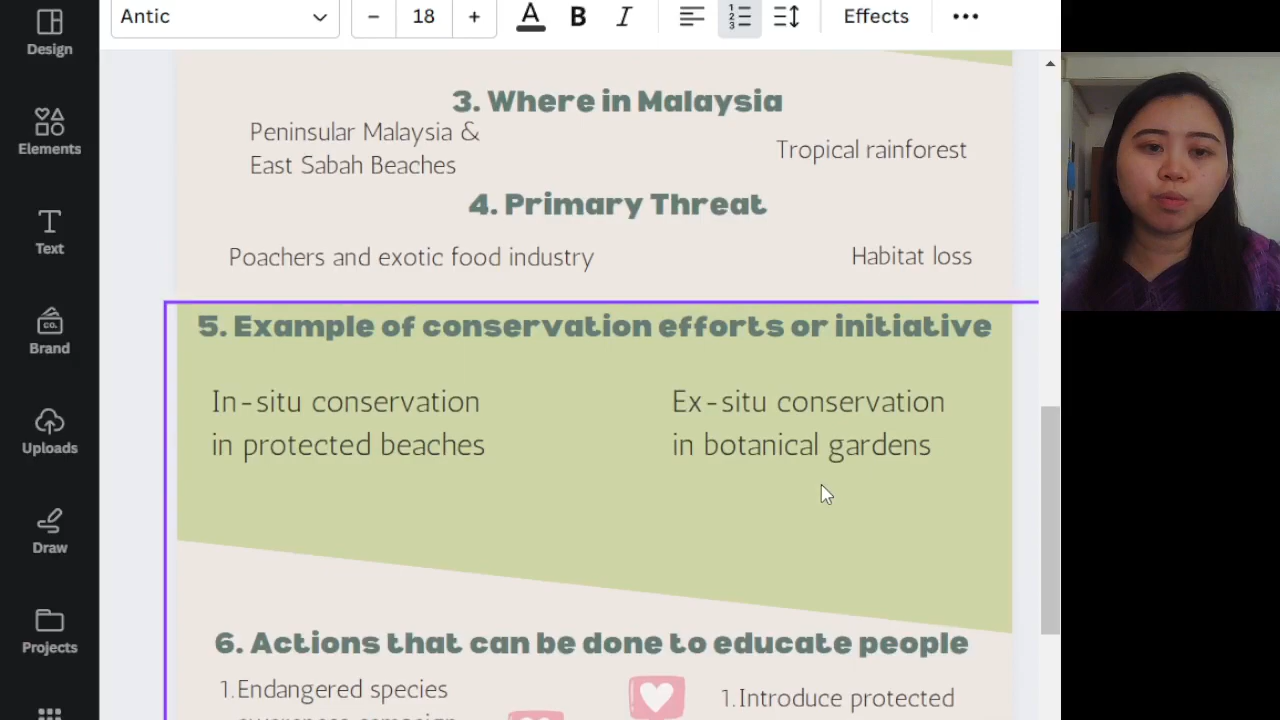 Antic
– 18 +
A B I
Effects
Design
Elements
Text
Brand
CO.
Uploads
Draw
Projects
3. Where in Malaysia
Peninsular Malaysia &
East Sabah Beaches
Tropical rainforest
4. Primary Threat
Poachers and exotic food industry
Habitat loss
5. Example of conservation efforts or initiative
In-situ conservation
in protected beaches
Ex-situ conservation
in botanical gardens
6. Actions that can be done to educate people
1.Endangered species
awareness campaign
1.Introduce protected